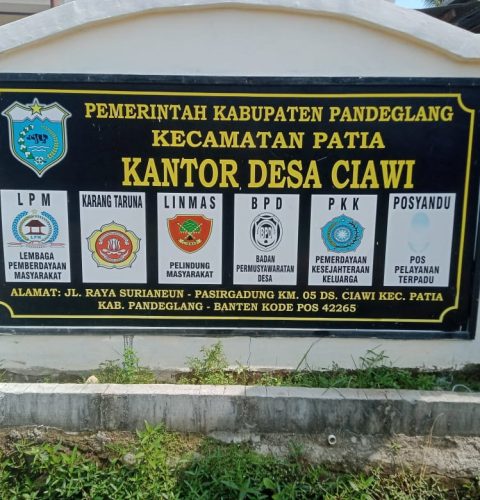 PEMERINTAH KABUPATEN PANDEGLANG
KECAMATAN PATIA
KANTOR DESA CIAWI
LPM
LEMBAGA
PEMBERDAYAAN
MASYARAKAT
KARANG TARUNA
LINMAS
PELINDUNG
MASYARAKAT
BPD
BPD
BADAN
PERMUSYAWARATAN
DESA
PKK
PEMERDAYAAN
KESEJAHTERAAN
KELUARGA
POSYANDU
POS
PELAYANAN
TERPADU
ALAMAT: JL. RAYA SURIANEUN - PASIRGADUNG KM. 05 DS. CIAWI KEC. PATIA
KAB. PANDEGLANG - BANTEN KODE POS 42265